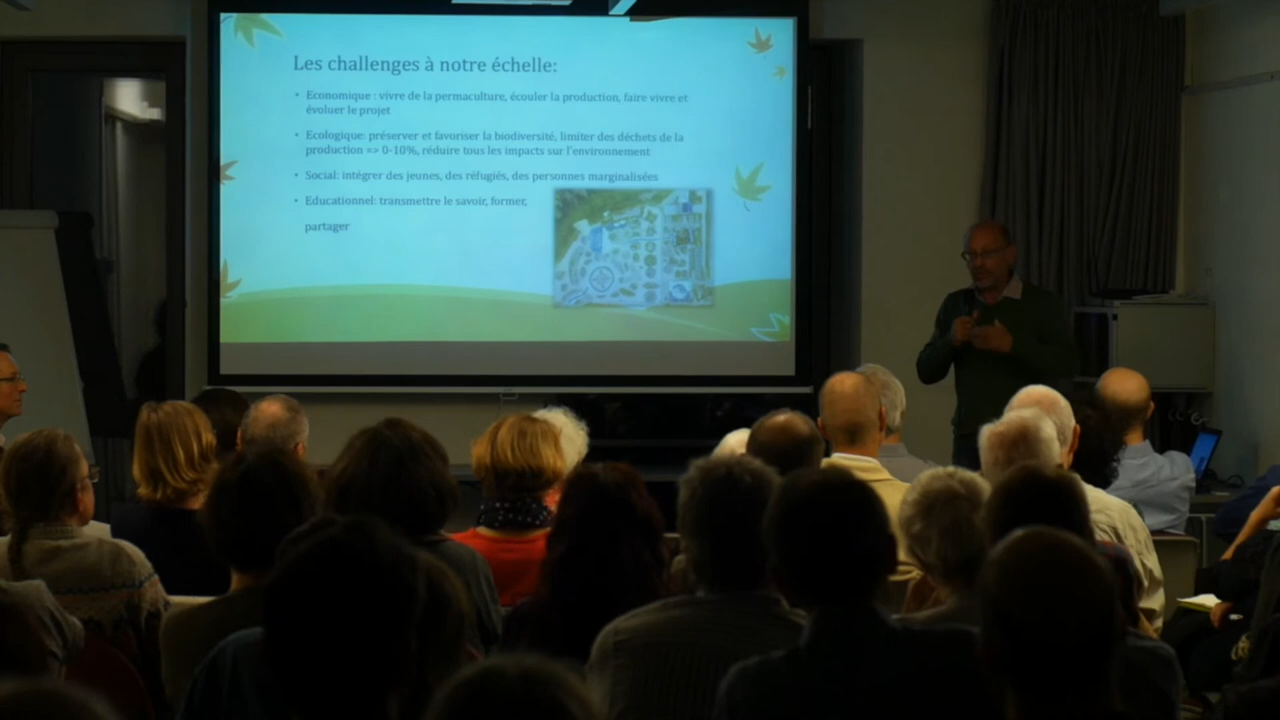 Les challenges à notre échelle:
• Economique : vivre de la permaculture, écouler la production, faire vivre et
évoluer le projet
• Ecologique: préserver et favoriser la biodiversité, limiter des déchets de la
production => 0-10%, réduire tous les impacts sur l'environnement
• Social: intégrer des jeunes, des réfugiés, des personnes marginalisées
• Educationnel: transmettre le savoir, former,
partager